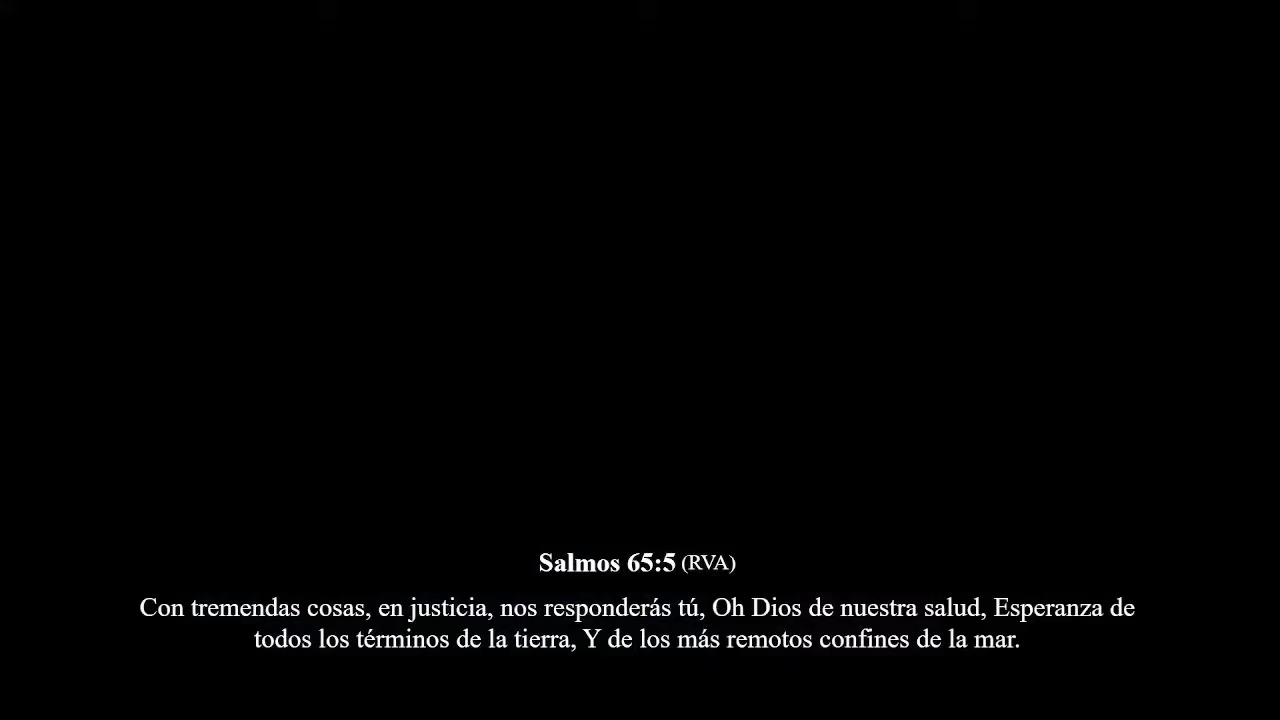 Salmos 65:5 (RVA)
Con tremendas cosas, en justicia, nos responderás tú, Oh Dios de nuestra salud, Esperanza de
todos los términos de la tierra, Y de los más remotos confines de la mar.